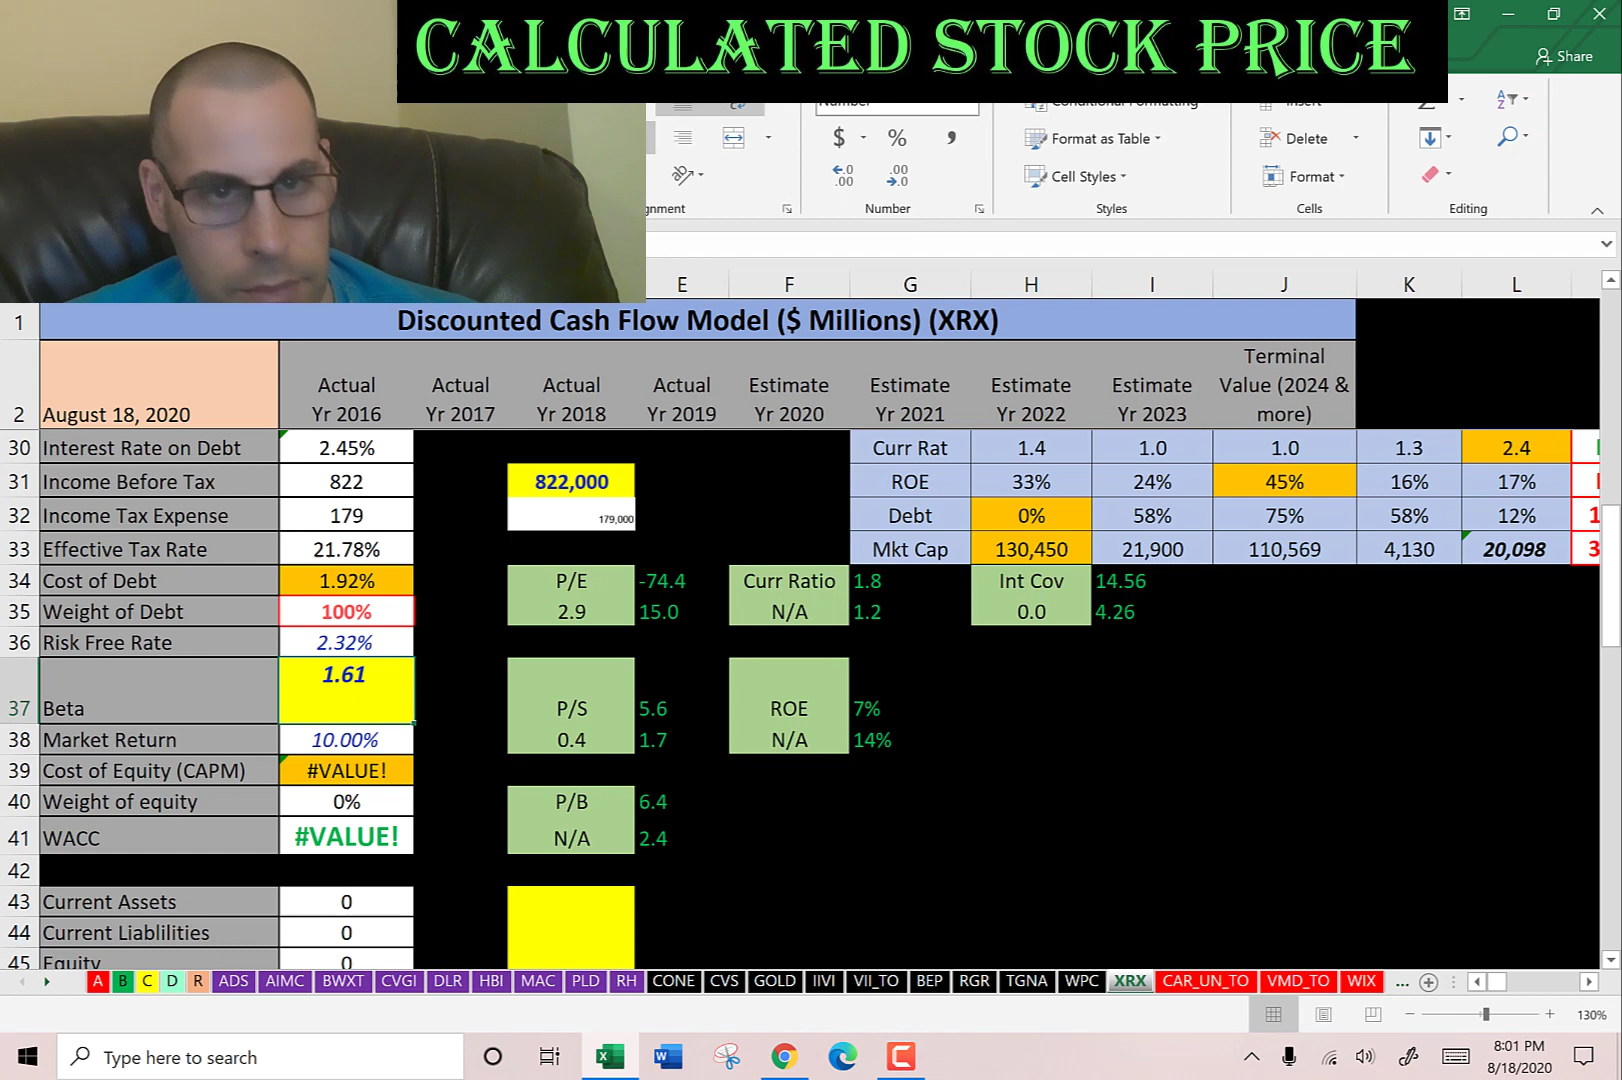 CALCULATED STOCK PRICE
Share
Number
Conditional Formatting
Insert
$ % ,
Format as Table
Delete
Cell Styles
Format
Number
Styles
Cells
Editing
E F G H I J K L
1 Discounted Cash Flow Model ($ Millions) (XRX)
2 August 18, 2020 Actual Yr 2016 Actual Yr 2017 Actual Yr 2018 Actual Yr 2019 Estimate Yr 2020 Estimate Yr 2021 Estimate Yr 2022 Estimate Yr 2023 Terminal Value (2024 & more)
30 Interest Rate on Debt 2.45% Curr Rat 1.4 1.0 1.0 1.3 2.4
31 Income Before Tax 822 822,000 ROE 33% 24% 45% 16% 17%
32 Income Tax Expense 179 179,000 Debt 0% 58% 75% 58% 12%
33 Effective Tax Rate 21.78% Mkt Cap 130,450 21,900 110,569 4,130 20,098
34 Cost of Debt 1.92% P/E -74.4 Curr Ratio 1.8 Int Cov 14.56
35 Weight of Debt 100% 2.9 15.0 N/A 1.2 0.0 4.26
36 Risk Free Rate 2.32%
37 Beta 1.61 P/S 5.6 ROE 7%
38 Market Return 10.00% 0.4 1.7 N/A 14%
39 Cost of Equity (CAPM) #VALUE!
40 Weight of equity 0% P/B 6.4
41 WACC #VALUE! N/A 2.4
42
43 Current Assets 0
44 Current Liablilities 0
45 Equity 0
A B C D R ADS AIMC BWXT CVGI DLR HBI MAC PLD RH CONE CVS GOLD IIVI VII_TO BEP RGR TGNA WPC XRX CAR_UN_TO VMD_TO WIX ...
130%
Type here to search
8:01 PM
8/18/2020